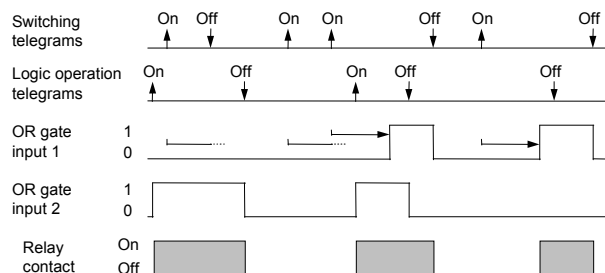 Switching telegrams
On Off On On Off On Off
Logic operation telegrams
On Off On Off Off
OR gate input 1
1
0
OR gate input 2
1
0
Relay contact
On
Off